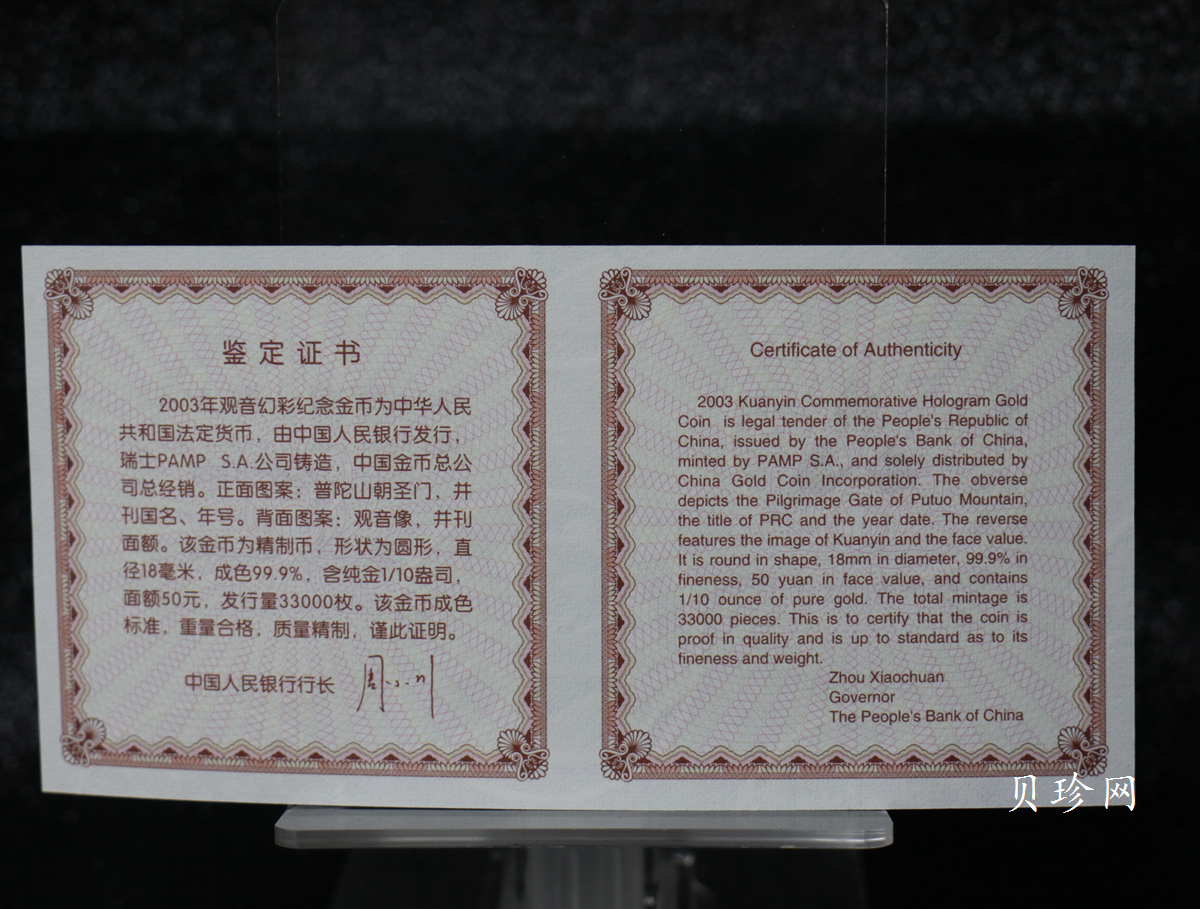 鉴定证书
2003年观音幻彩纪念金币为中华人民
共和国法定货币，由中国人民银行发行，
瑞士PAMP S.A.公司铸造，中国金币总公
司总经销。正面图案：普陀山朝圣门，并
刊国名、年号。背面图案：观音像，并刊
面额。该金币为精制币，形状为圆形，直
径18毫米，成色99.9%，含纯金1/10盎司，
面额50元，发行量33000枚。该金币成色
标准，重量合格，质量精制，谨此证明。
中国人民银行行长 周小川
Certificate of Authenticity
2003 Kuanyin Commemorative Hologram Gold
Coin is legal tender of the People's Republic of
China, issued by the People's Bank of China,
minted by PAMP S.A., and solely distributed by
China Gold Coin Incorporation. The obverse
depicts the Pilgrimage Gate of Putuo Mountain,
the title of PRC and the year date. The reverse
features the image of Kuanyin and the face value.
It is round in shape, 18mm in diameter, 99.9% in
fineness, 50 yuan in face value, and contains
1/10 ounce of pure gold. The total mintage is
33000 pieces. This is to certify that the coin is
proof in quality and is up to standard as to its
fineness and weight.
Zhou Xiaochuan
Governor
The People's Bank of China
贝珍网